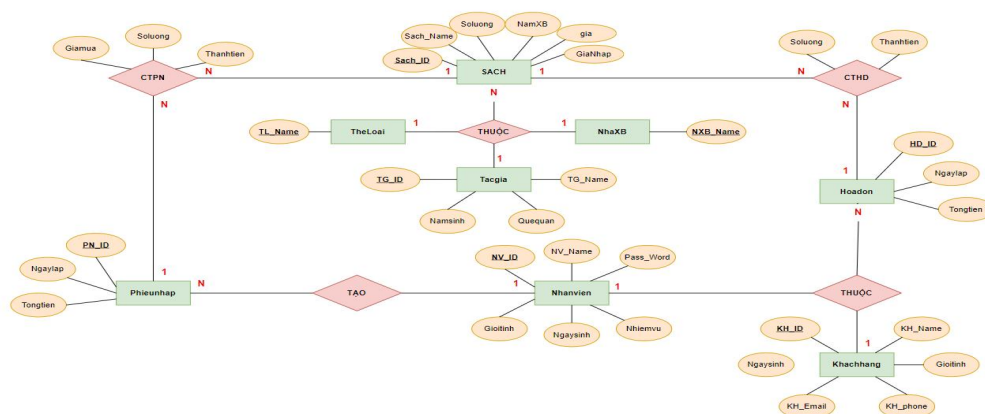 Soluong
Giamua
Thanhtien
CTPN
N
N
Soluong
NamXB
Sach_Name
gia
Sach_ID
GiaNhap
1
SACH
1
N
Soluong
Thanhtien
N
CTHD
N
TL_Name
TheLoai
1
THUỘC
1
NhaXB
NXB_Name
1
TG_ID
Tacgia
TG_Name
Namsinh
Quequan
HD_ID
1
Ngaylap
Hoadon
Tongtien
N
PN_ID
Ngaylap
1
Phieunhap
N
Tongtien
TẠO
NV_ID
NV_Name
Pass_Word
1
Nhanvien
1
Gioitinh
Ngaysinh
Nhiemvu
THUỘC
KH_ID
KH_Name
1
Ngaysinh
Khachhang
Gioitinh
KH_Email
KH_phone